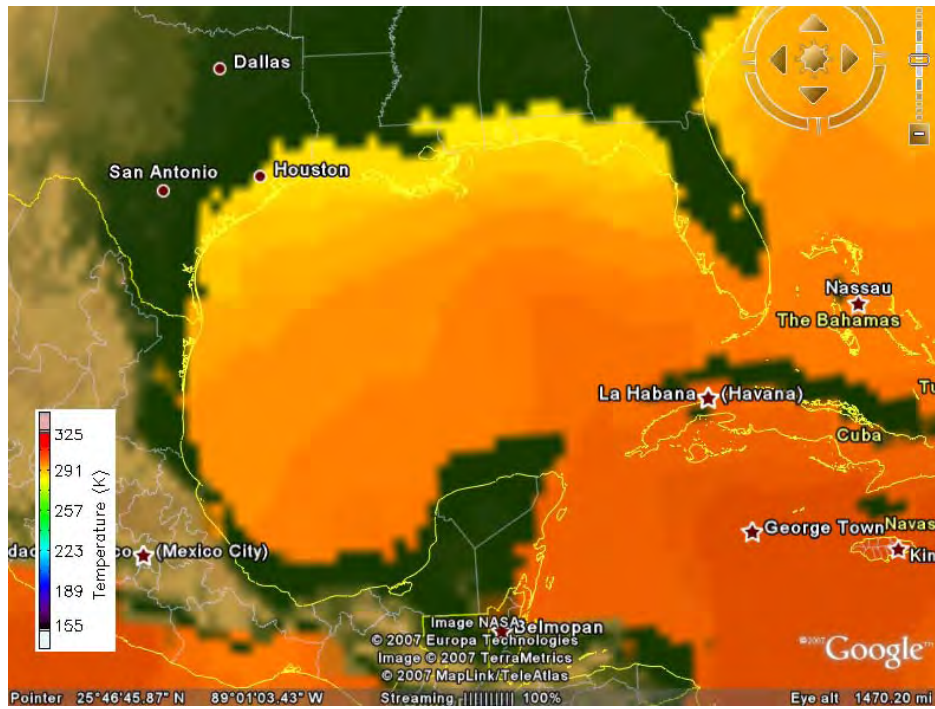 Dallas
San Antonio
Houston
Nassau
The Bahamas
La Habana (Havana)
Cuba
325
291
257
223
189
155
Temperature (K)
(Mexico City)
George Town
Navas
Kin
Belmopan
Image NASA
© 2007 Europa Technologies
Image © 2007 TerraMetrics
© 2007 MapLink/TeleAtlas
©2007 Google™
Pointer 25°46'45.87" N 89°01'03.43" W Streaming |||||||||| 100% Eye alt 1470.20 mi